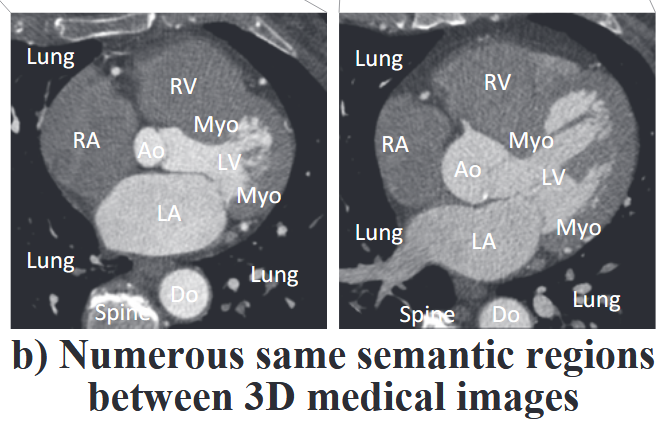 Lung
RV
Myo
RA
Ao
LV
Myo
LA
Lung
Lung
Do
Spine
Lung
RV
Myo
RA
Ao
LV
Myo
Lung
LA
Lung
Spine
Do
b) Numerous same semantic regions
between 3D medical images